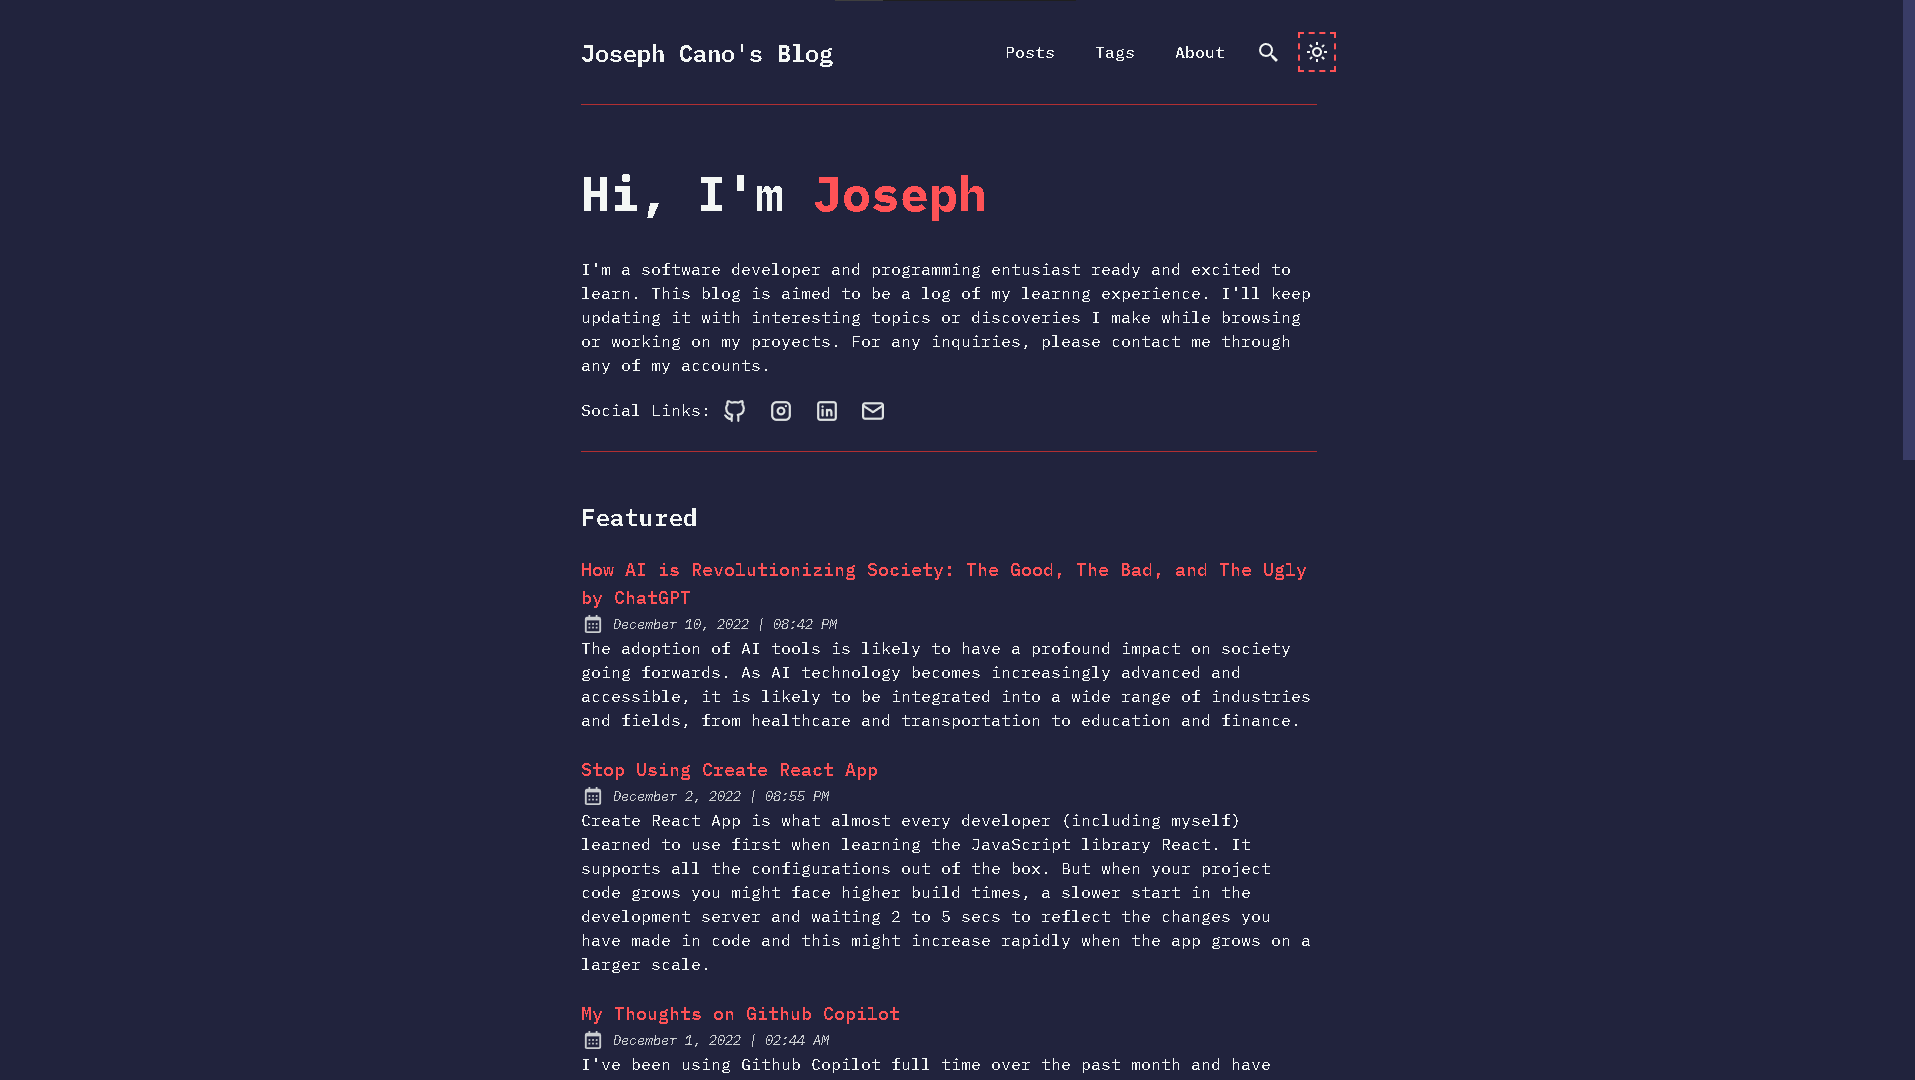 Joseph Cano's Blog
Posts
Tags
About
Hi, I'm Joseph
I'm a software developer and programming entusiast ready and excited to
learn. This blog is aimed to be a log of my learnng experience. I'll keep
updating it with interesting topics or discoveries I make while browsing
or working on my proyects. For any inquiries, please contact me through
any of my accounts.
Social Links:
Featured
How AI is Revolutionizing Society: The Good, The Bad, and The Ugly
by ChatGPT
December 10, 2022 | 08:42 PM
The adoption of AI tools is likely to have a profound impact on society
going forwards. As AI technology becomes increasingly advanced and
accessible, it is likely to be integrated into a wide range of industries
and fields, from healthcare and transportation to education and finance.
Stop Using Create React App
December 2, 2022 | 08:55 PM
Create React App is what almost every developer (including myself)
learned to use first when learning the JavaScript library React. It
supports all the configurations out of the box. But when your project
code grows you might face higher build times, a slower start in the
development server and waiting 2 to 5 secs to reflect the changes you
have made in code and this might increase rapidly when the app grows on a
larger scale.
My Thoughts on Github Copilot
December 1, 2022 | 02:44 AM
I've been using Github Copilot full time over the past month and have